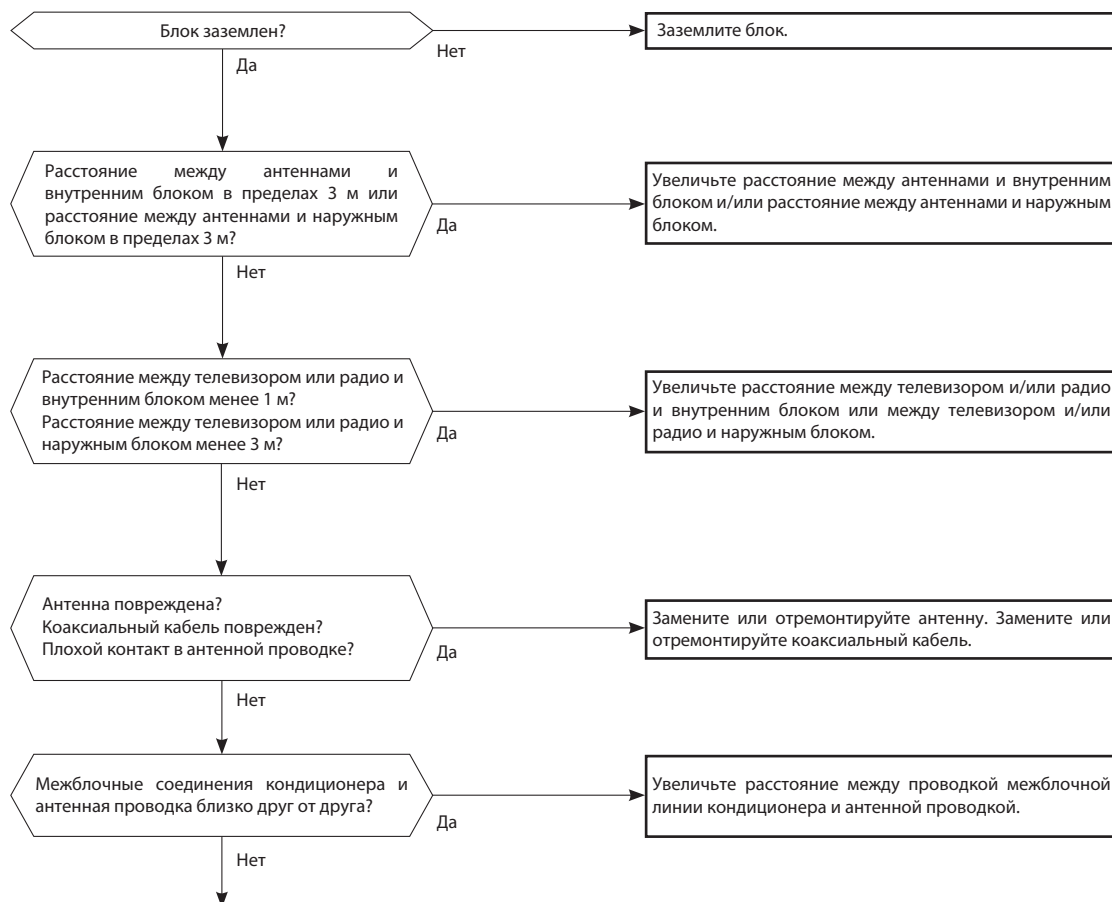 Блок заземлен?
Нет
Заземлите блок.
Да
Расстояние между антеннами и
внутренним блоком в пределах 3 м или
расстояние между антеннами и наружным
блоком в пределах 3 м?
Да
Увеличьте расстояние между антеннами и внутренним
блоком и/или расстояние между антеннами и наружным
блоком.
Нет
Расстояние между телевизором или радио и
внутренним блоком менее 1 м?
Расстояние между телевизором или радио и
наружным блоком менее 3 м?
Да
Увеличьте расстояние между телевизором и/или радио
и внутренним блоком или между телевизором и/или
радио и наружным блоком.
Нет
Антенна повреждена?
Коаксиальный кабель поврежден?
Плохой контакт в антенной проводке?
Да
Замените или отремонтируйте антенну. Замените или
отремонтируйте коаксиальный кабель.
Нет
Межблочные соединения кондиционера и
антенная проводка близко друг от друга?
Да
Увеличьте расстояние между проводкой межблочной
линии кондиционера и антенной проводкой.
Нет